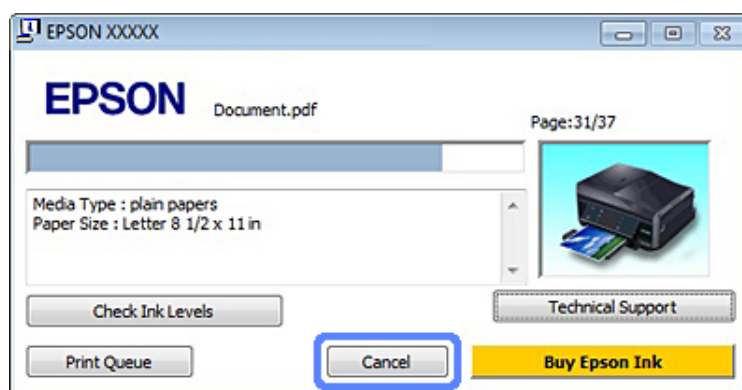 EPSON XXXXX
EPSON Document.pdf
Page:31/37
Media Type : plain papers
Paper Size : Letter 8 1/2 x 11 in
Check Ink Levels
Technical Support
Print Queue
Cancel
Buy Epson Ink